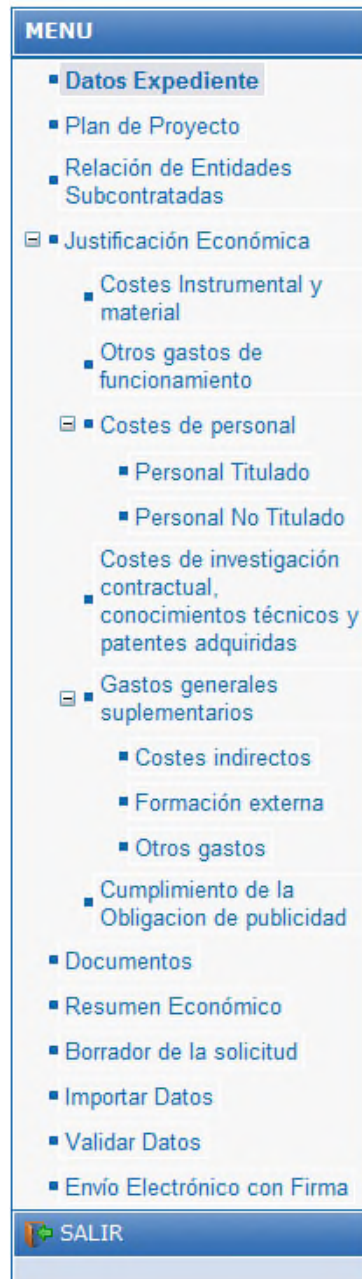 MENU
Datos Expediente
Plan de Proyecto
Relación de Entidades
Subcontratadas
Justificación Económica
Costes Instrumental y
material
Otros gastos de
funcionamiento
Costes de personal
Personal Titulado
Personal No Titulado
Costes de investigación
contractual,
conocimientos técnicos y
patentes adquiridas
Gastos generales
suplementarios
Costes indirectos
Formación externa
Otros gastos
Cumplimiento de la
Obligacion de publicidad
Documentos
Resumen Económico
Borrador de la solicitud
Importar Datos
Validar Datos
Envío Electrónico con Firma
SALIR